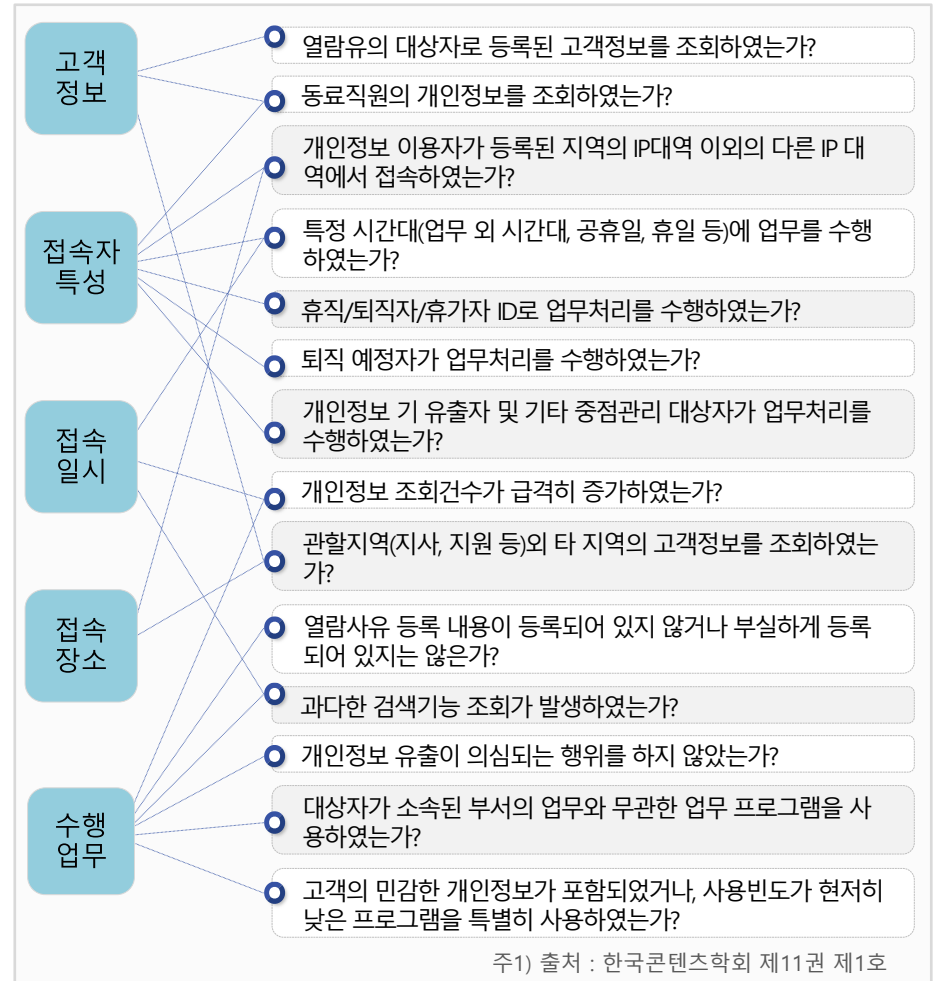 고객
정보
접속자
특성
접속
일시
접속
장소
수행
업무
열람유의 대상자로 등록된 고객정보를 조회하였는가?
동료직원의 개인정보를 조회하였는가?
개인정보 이용자가 등록된 지역의 IP대역 이외의 다른 IP 대
역에서 접속하였는가?
특정 시간대(업무 외 시간대, 공휴일, 휴일 등)에 업무를 수행
하였는가?
휴직/퇴직자/휴가자 ID로 업무처리를 수행하였는가?
퇴직 예정자가 업무처리를 수행하였는가?
개인정보 기 유출자 및 기타 중점관리 대상자가 업무처리를
수행하였는가?
개인정보 조회건수가 급격히 증가하였는가?
관할지역(지사, 지원 등)외 타 지역의 고객정보를 조회하였는
가?
열람사유 등록 내용이 등록되어 있지 않거나 부실하게 등록
되어 있지는 않은가?
과다한 검색기능 조회가 발생하였는가?
개인정보 유출이 의심되는 행위를 하지 않았는가?
대상자가 소속된 부서의 업무와 무관한 업무 프로그램을 사
용하였는가?
고객의 민감한 개인정보가 포함되었거나, 사용빈도가 현저히
낮은 프로그램을 특별히 사용하였는가?
주1) 출처 : 한국콘텐츠학회 제11권 제1호